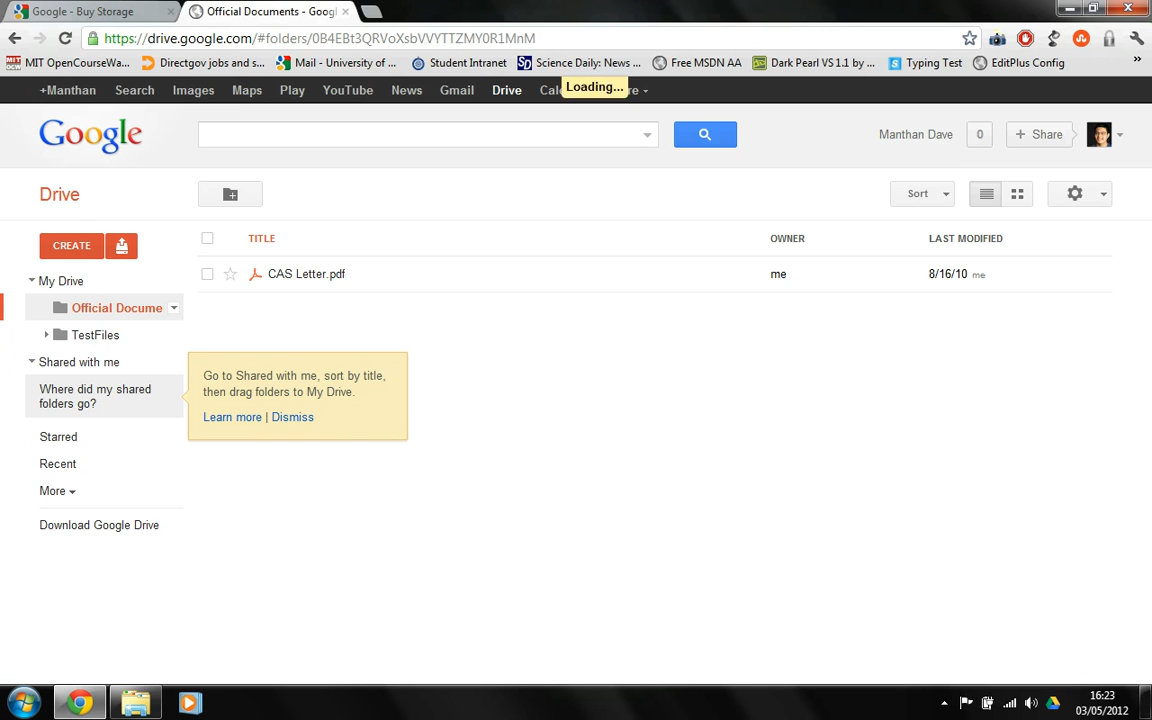 Google - Buy Storage
Official Documents - Googl
https://drive.google.com/#folders/0B4EBt3QRVoXsbVVYTTZMY0R1MnM
MIT OpenCourseWa... Directgov jobs and s... Mail - University of ... Student Intranet Science Daily: News ... Free MSDN AA Dark Pearl VS 1.1 by ... Typing Test EditPlus Config »
+Manthan Search Images Maps Play YouTube News Gmail Drive Cal re
Loading...
Google
Manthan Dave 0 + Share
Drive
Sort
CREATE
TITLE OWNER LAST MODIFIED
CAS Letter.pdf me 8/16/10 me
My Drive
Official Docume
TestFiles
Shared with me
Where did my shared
folders go?
Go to Shared with me, sort by title,
then drag folders to My Drive.
Learn more | Dismiss
Starred
Recent
More
Download Google Drive
16:23
03/05/2012